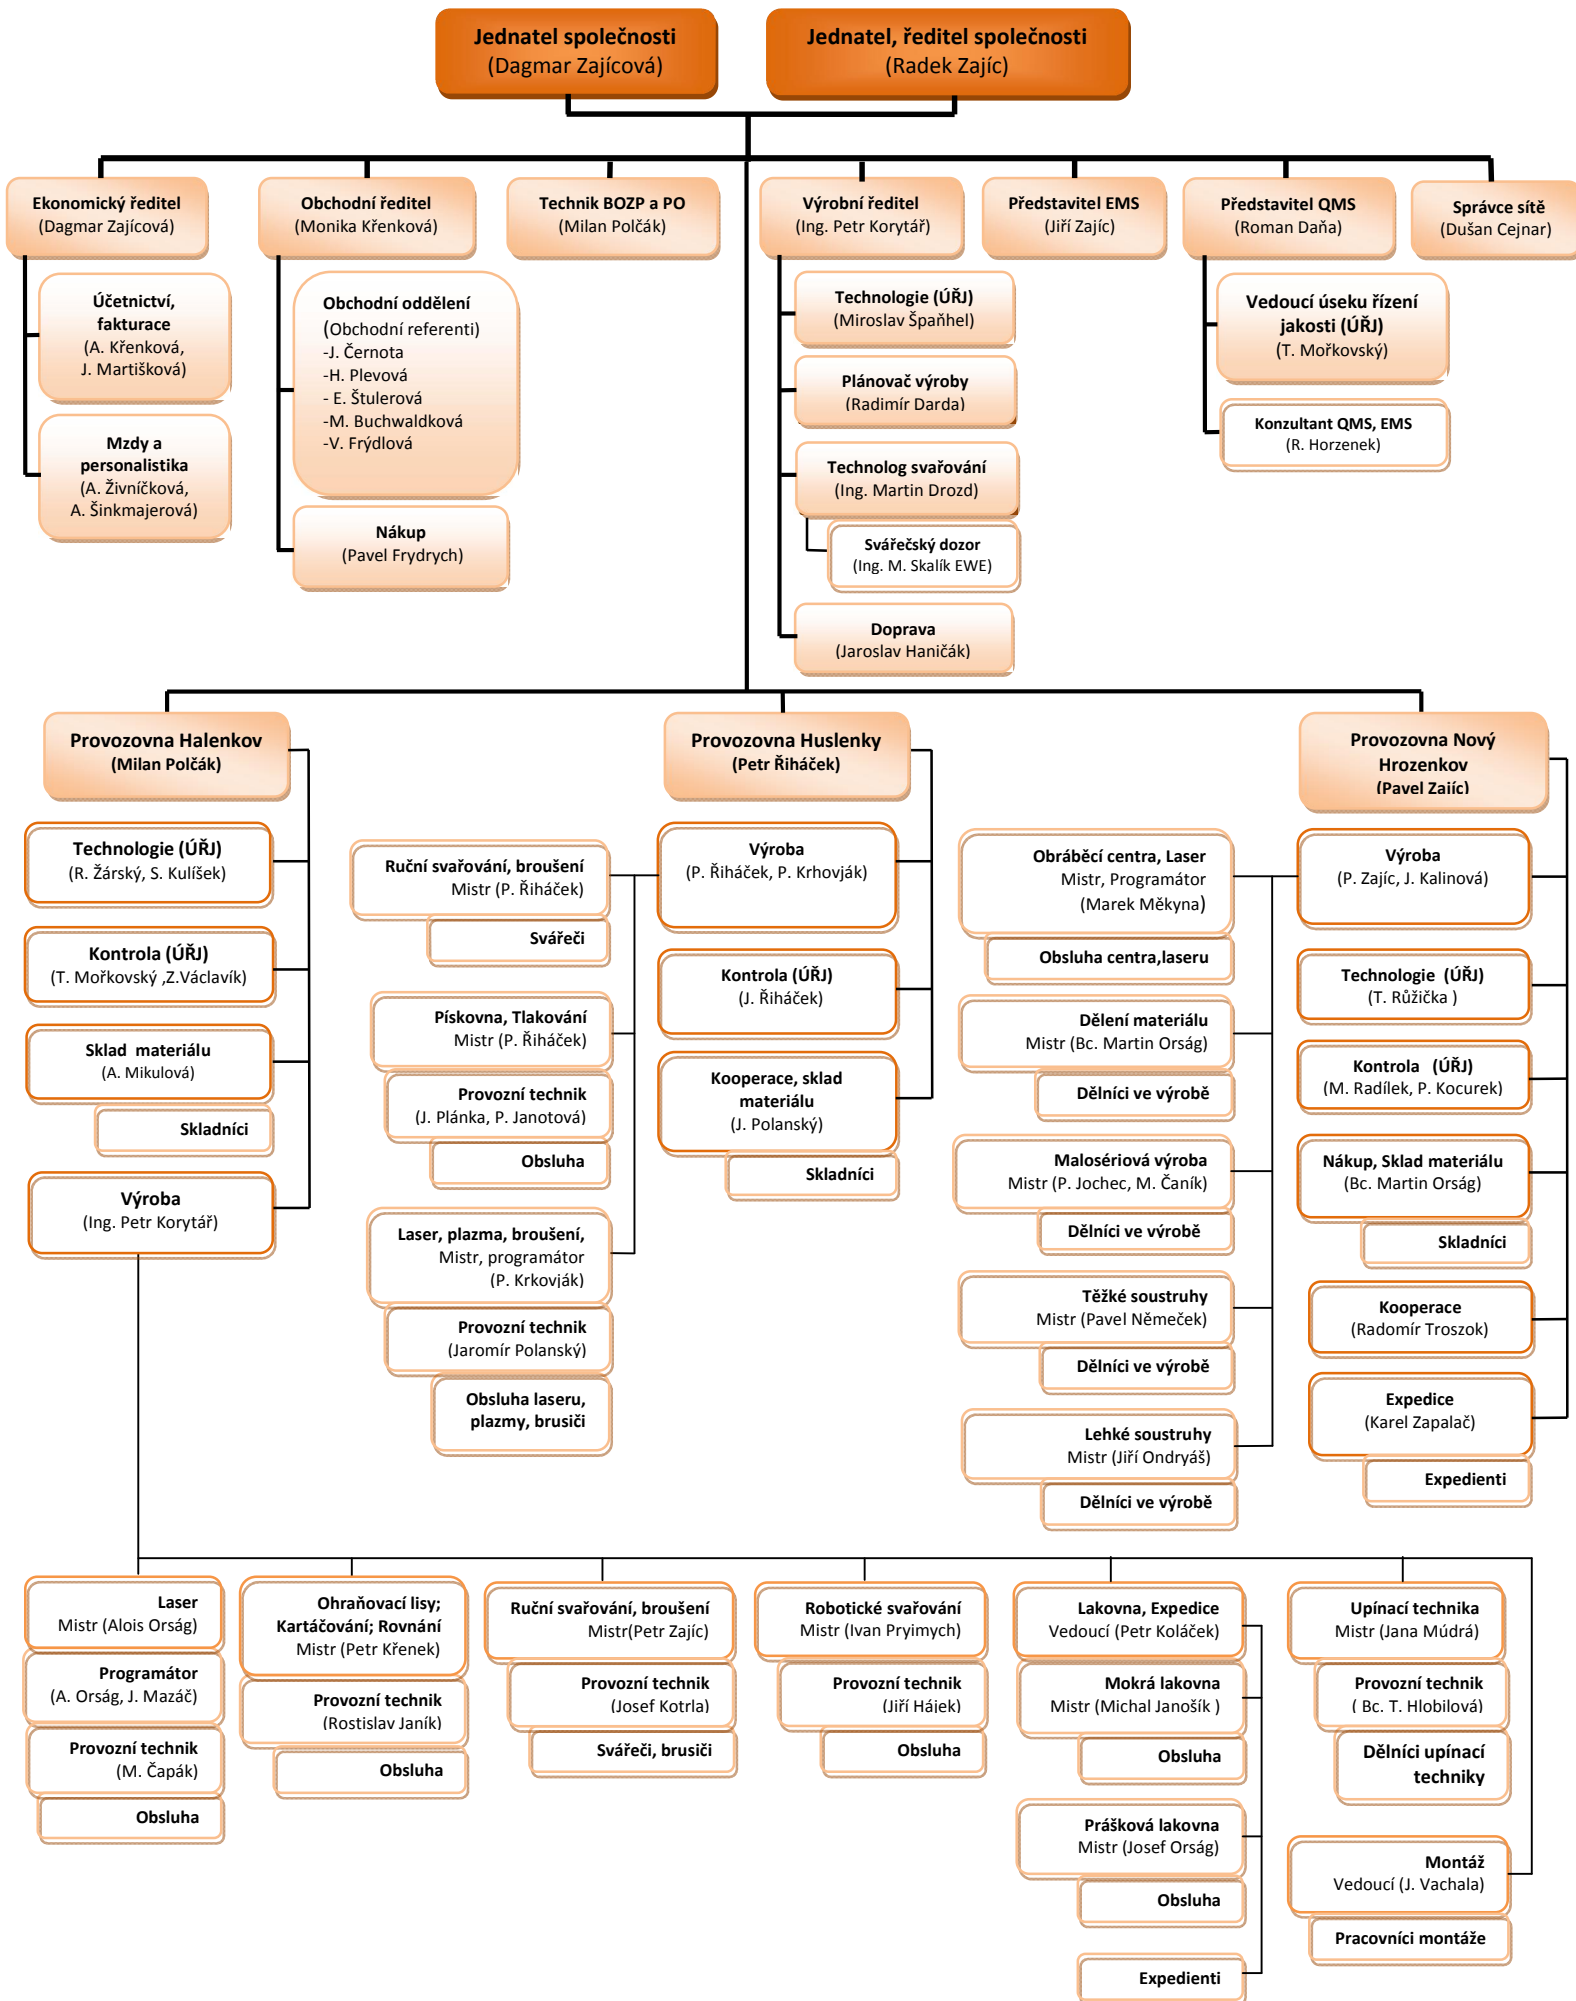 Jednatel společnosti
(Dagmar Zajícová)
Jednatel, ředitel společnosti
(Radek Zajíc)
Ekonomický ředitel
(Dagmar Zajícová)
Obchodní ředitel
(Monika Křenková)
Technik BOZP a PO
(Milan Polčák)
Výrobní ředitel
(Ing. Petr Korytář)
Představitel EMS
(Jiří Zajíc)
Představitel QMS
(Roman Daňa)
Správce sítě
(Dušan Cejnar)
Účetnictví,
fakturace
(A. Křenková,
J. Martišková)
Mzdy a
personalistika
(A. Živníčková,
A. Šinkmajerová)
Obchodní oddělení
(Obchodní referenti)
-J. Černota
-H. Plevová
- E. Štulerová
-M. Buchwaldková
-V. Frýdlová
Nákup
(Pavel Frydrych)
Technologie (ÚŘJ)
(Miroslav Špaňhel)
Plánovač výroby
(Radimír Darda)
Technolog svařování
(Ing. Martin Drozd)
Svářečský dozor
(Ing. M. Skalík EWE)
Doprava
(Jaroslav Haničák)
Vedoucí úseku řízení
jakosti (ÚŘJ)
(T. Mořkovský)
Konzultant QMS, EMS
(R. Horzenek)
Provozovna Halenkov
(Milan Polčák)
Technologie (ÚŘJ)
(R. Žárský, S. Kulíšek)
Kontrola (ÚŘJ)
(T. Mořkovský ,Z.Václavík)
Sklad  materiálu
(A. Mikulová)
Skladníci
Výroba
(Ing. Petr Korytář)
Provozovna Huslenky
(Petr Řiháček)
Výroba
(P. Řiháček, P. Krhovják)
Kontrola (ÚŘJ)
(J. Řiháček)
Kooperace, sklad
materiálu
(J. Polanský)
Skladníci
Ruční svařování, broušení
Mistr (P. Řiháček)
Svářeči
Pískovna, Tlakování
Mistr (P. Řiháček)
Provozní technik
(J. Plánka, P. Janotová)
Obsluha
Laser, plazma, broušení,
Mistr, programátor
(P. Krkovják)
Provozní technik
(Jaromír Polanský)
Obsluha laseru,
plazmy, brusiči
Provozovna Nový
Hrozenkov
(Pavel Zajíc)
Výroba
(P. Zajíc, J. Kalinová)
Technologie  (ÚŘJ)
(T. Růžička )
Kontrola   (ÚŘJ)
(M. Radílek, P. Kocurek)
Nákup, Sklad materiálu
(Bc. Martin Orság)
Skladníci
Kooperace
(Radomír Troszok)
Expedice
(Karel Zapalač)
Expedienti
Obráběcí centra, Laser
Mistr, Programátor
(Marek Měkyna)
Obsluha centra,laseru
Dělení materiálu
Mistr (Bc. Martin Orság)
Dělníci ve výrobě
Malosériová výroba
Mistr (P. Jochec, M. Čaník)
Dělníci ve výrobě
Těžké soustruhy
Mistr (Pavel Němeček)
Dělníci ve výrobě
Lehké soustruhy
Mistr (Jiří Ondryáš)
Dělníci ve výrobě
Laser
Mistr (Alois Orság)
Programátor
(A. Orság, J. Mazáč)
Provozní technik
(M. Čapák)
Obsluha
Ohraňovací lisy;
Kartáčování; Rovnání
Mistr (Petr Křenek)
Provozní technik
(Rostislav Janík)
Obsluha
Ruční svařování, broušení
Mistr(Petr Zajíc)
Provozní technik
(Josef Kotrla)
Svářeči, brusiči
Robotické svařování
Mistr (Ivan Pryimych)
Provozní technik
(Jiří Hájek)
Obsluha
Lakovna, Expedice
Vedoucí (Petr Koláček)
Mokrá lakovna
Mistr (Michal Janošík )
Obsluha
Prášková lakovna
Mistr (Josef Orság)
Obsluha
Expedienti
Upínací technika
Mistr (Jana Múdrá)
Provozní technik
( Bc. T. Hlobilová)
Dělníci upínací
techniky
Montáž
Vedoucí (J. Vachala)
Pracovníci montáže